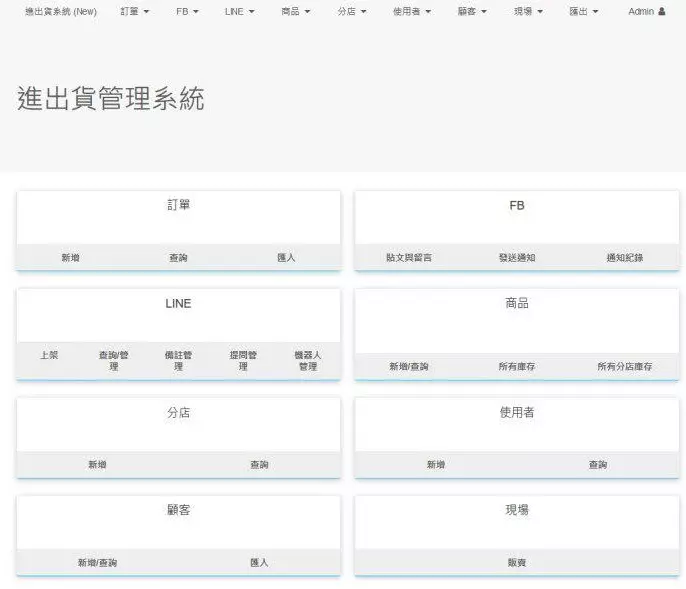 進出貨系統 (New) 訂單 FB LINE 商品 分店 使用者 顧客 現場 匯出 Admin
進出貨管理系統
訂單
新增 查詢 匯入
FB
貼文與留言 發送通知 通知紀錄
LINE
上架 查詢/管理 備註管理 提問管理 機器人管理
商品
新增/查詢 所有庫存 所有分店庫存
分店
新增 查詢
使用者
新增 查詢
顧客
新增/查詢 匯入
現場
販賣